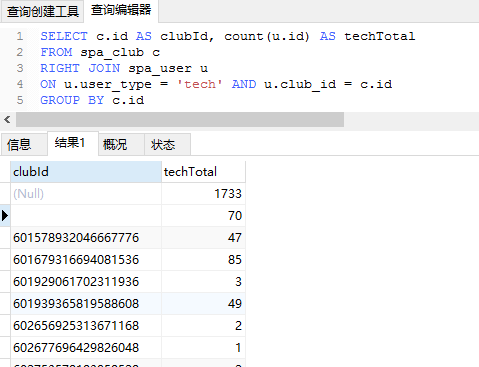 查询创建工具 查询编辑器
1 SELECT c.id AS clubId, count(u.id) AS techTotal
2 FROM spa_club c
3 RIGHT JOIN spa_user u
4 ON u.user_type = 'tech' AND u.club_id = c.id
5 GROUP BY c.id
信息 结果1 概况 状态
clubId techTotal
(Null) 1733
70
601578932046667776 47
601679316694081536 85
601929061702311936 3
601939365819588608 49
602656925313671168 2
602677696429826048 1